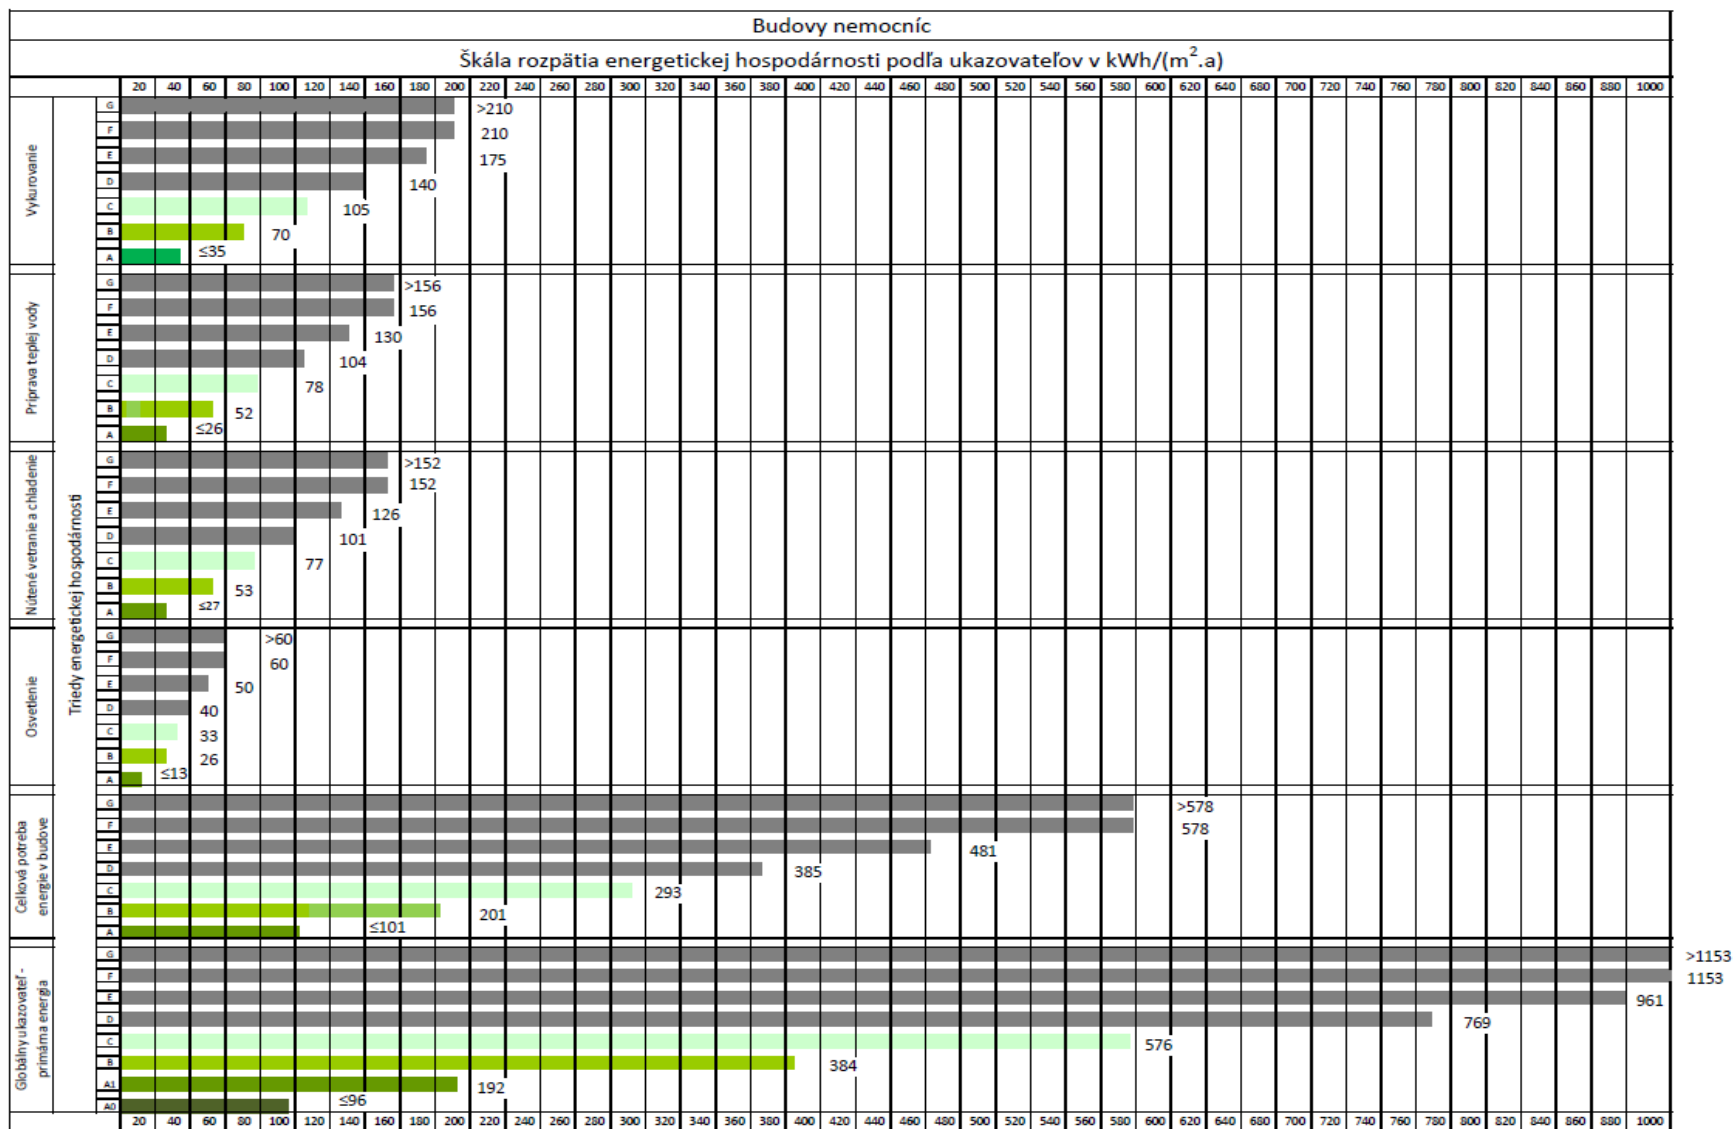 Budovy nemocníc
Škála rozpätia energetickej hospodárnosti podľa ukazovateľov v kWh/(m².a)
20 40 60 80 100 120 140 160 180 200 220 240 260 280 300 320 340 360 380 400 420 440 460 480 500 520 540 560 580 600 620 640 680 700 720 740 760 780 800 820 840 860 880 1000
Triedy energetickej hospodárnosti
Vykurovanie
G >210
F 210
E 175
D 140
C 105
B 70
A ≤35
Príprava teplej vody
G >156
F 156
E 130
D 104
C 78
B 52
A ≤26
Nútené vetranie a chladenie
G >152
F 152
E 126
D 101
C 77
B 53
A ≤27
Osvetlenie
G >60
F 60
E 50
D 40
C 33
B 26
A ≤13
Celková potreba
energie v budove
G >578
F 578
E 481
D 385
C 293
B 201
A ≤101
Globálny ukazovateľ -
primárna energia
G >1153
F 1153
E 961
D 769
C 576
B 384
A1 192
A0 ≤96
20 40 60 80 100 120 140 160 180 200 220 240 260 280 300 320 340 360 380 400 420 440 460 480 500 520 540 560 580 600 620 640 680 700 720 740 760 780 800 820 840 860 880 1000